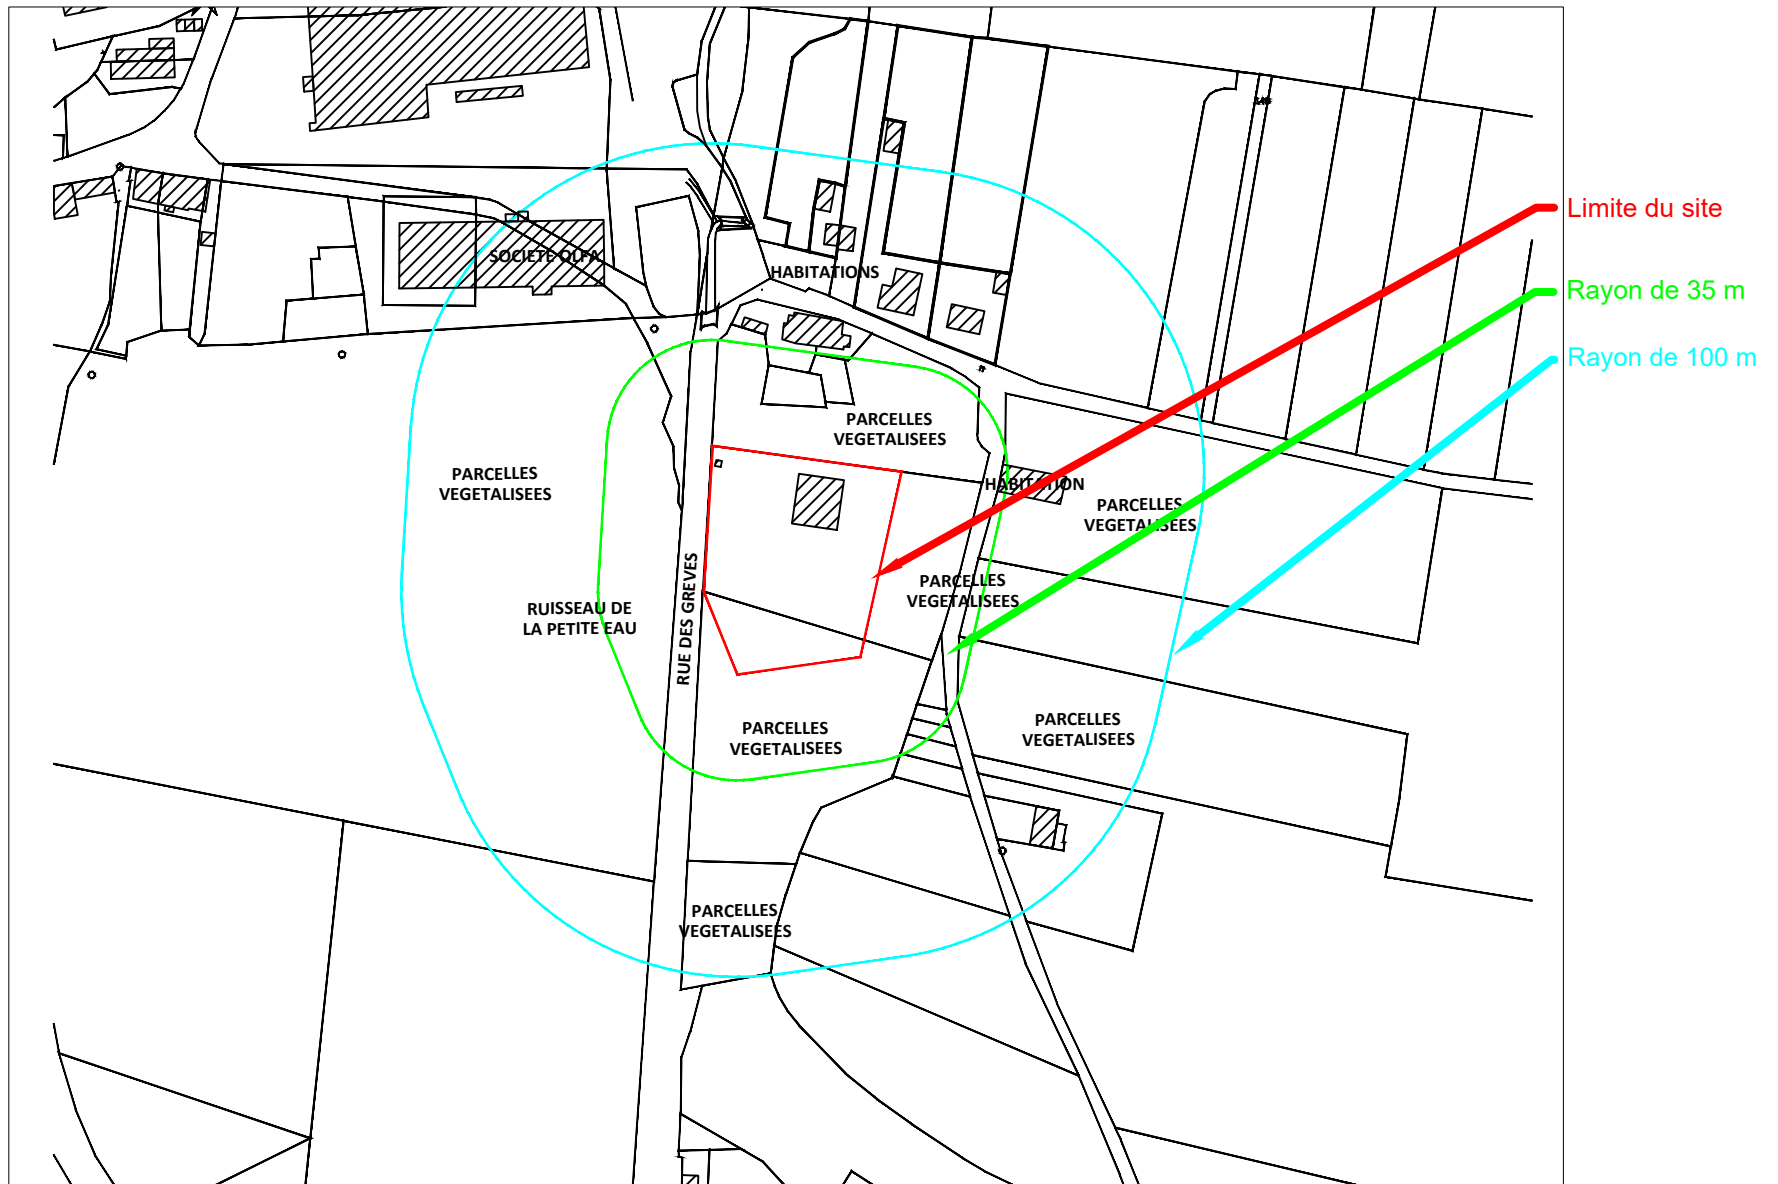 Limite du site
SOCIETE OLFA
HABITATIONS
Rayon de 35 m
Rayon de 100 m
PARCELLES
VEGETALISEES
PARCELLES
VEGETALISEES
HABITATION
PARCELLES
VEGETALISEES
PARCELLES
VEGETALISEES
RUISSEAU DE
LA PETITE EAU
RUE DES GREVES
PARCELLES
VEGETALISEES
PARCELLES
VEGETALISEES
PARCELLES
VEGETALISEES